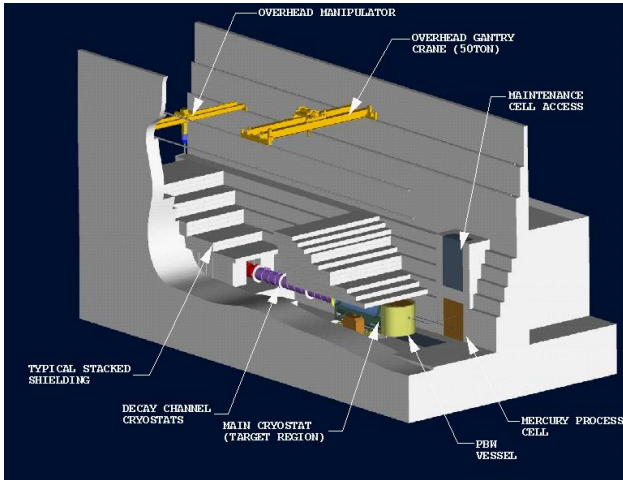 OVERHEAD MANIPULATOR
OVERHEAD GANTRY
CRANE (50TON)
MAINTENANCE
CELL ACCESS
TYPICAL STACKED
SHIELDING
DECAY CHANNEL
CRYOSTATS
MAIN CRYOSTAT
(TARGET REGION)
PBW
VESSEL
MERCURY PROCESS
CELL